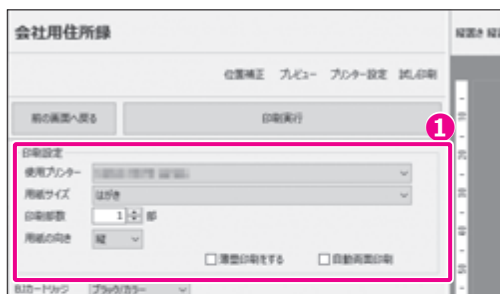 会社用住所録
位置補正 プレビュー プリンター設定 試し印刷
前の画面へ戻る 印刷実行
1
印刷設定
使用プリンター
用紙サイズ はがき
印刷部数 1 部
用紙の向き 縦
薄墨印刷をする 自動両面印刷
BJカートリッジ ブラック/カラー